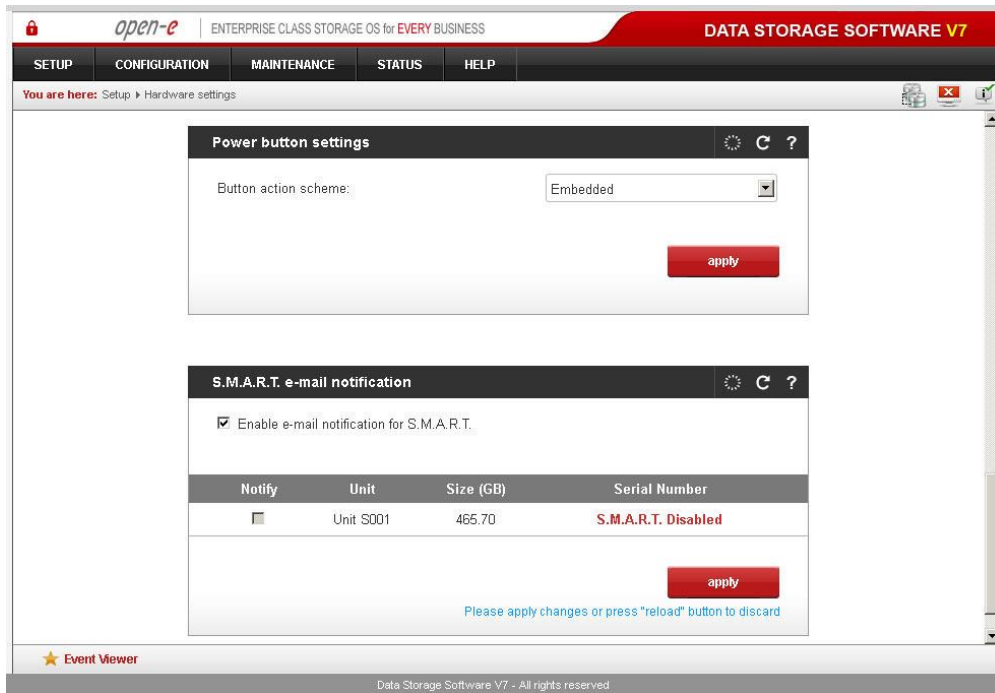 open-e ENTERPRISE CLASS STORAGE OS for EVERY BUSINESS DATA STORAGE SOFTWARE V7
SETUP CONFIGURATION MAINTENANCE STATUS HELP
You are here: Setup Hardware settings
Power button settings ?
Button action scheme: Embedded
apply
S.M.A.R.T. e-mail notification ?
Enable e-mail notification for S.M.A.R.T.
Notify Unit Size (GB) Serial Number
Unit S001 465.70 S.M.A.R.T. Disabled
apply
Please apply changes or press "reload" button to discard
Event Viewer
Data Storage Software V7 - All rights reserved